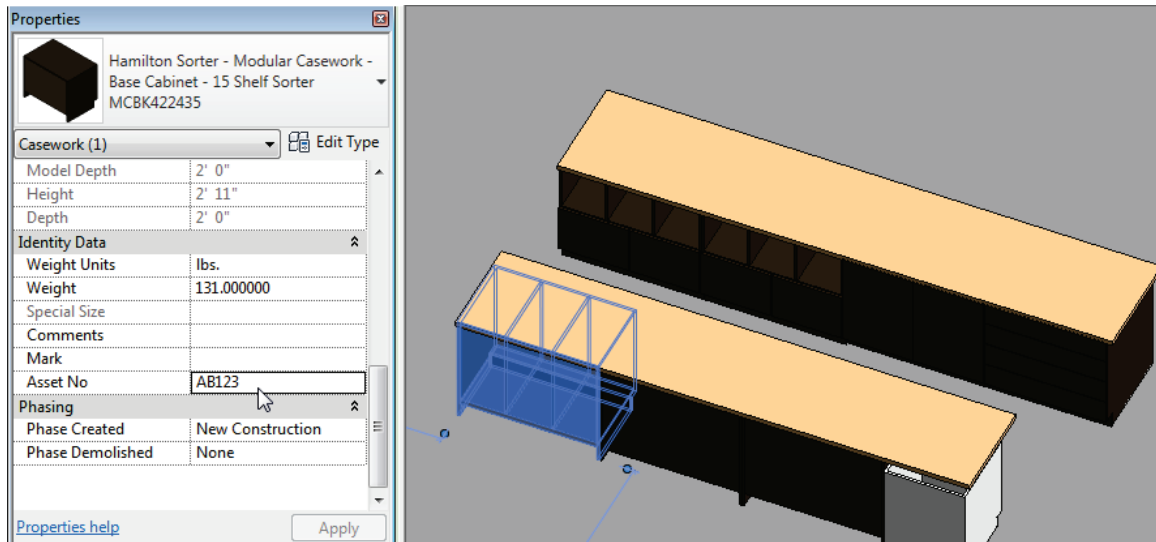 Properties
Hamilton Sorter - Modular Casework -
Base Cabinet - 15 Shelf Sorter
MCBK422435
Casework (1) Edit Type
Model Depth 2' 0"
Height 2' 11"
Depth 2' 0"
Identity Data
Weight Units lbs.
Weight 131.000000
Special Size
Comments
Mark
Asset No AB123
Phasing
Phase Created New Construction
Phase Demolished None
Properties help Apply